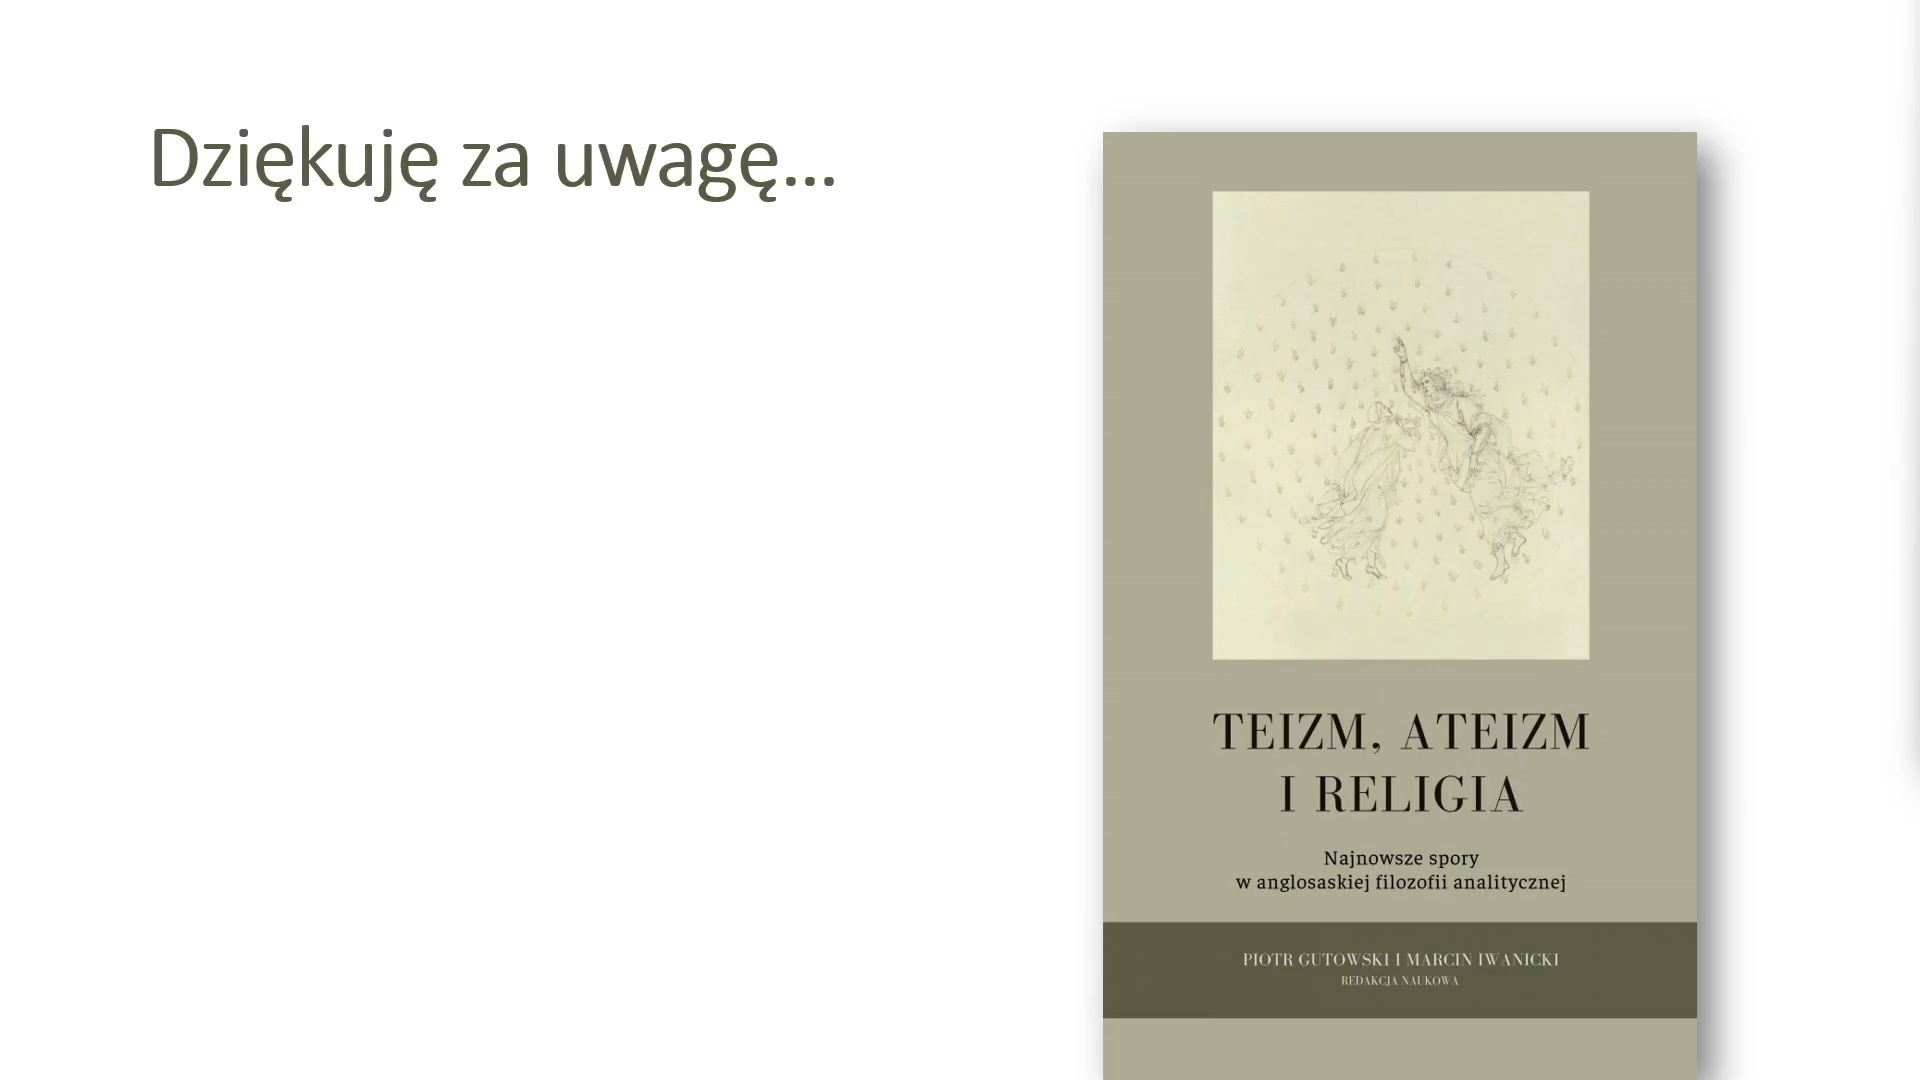 Dziękuję za uwagę...
TEIZM, ATEIZM
I RELIGIA
Najnowsze spory
w anglosaskiej filozofii analitycznej
PIOTR GUTOWSKI I MARCIN IWANICKI
REDAKCJA NAUKOWA